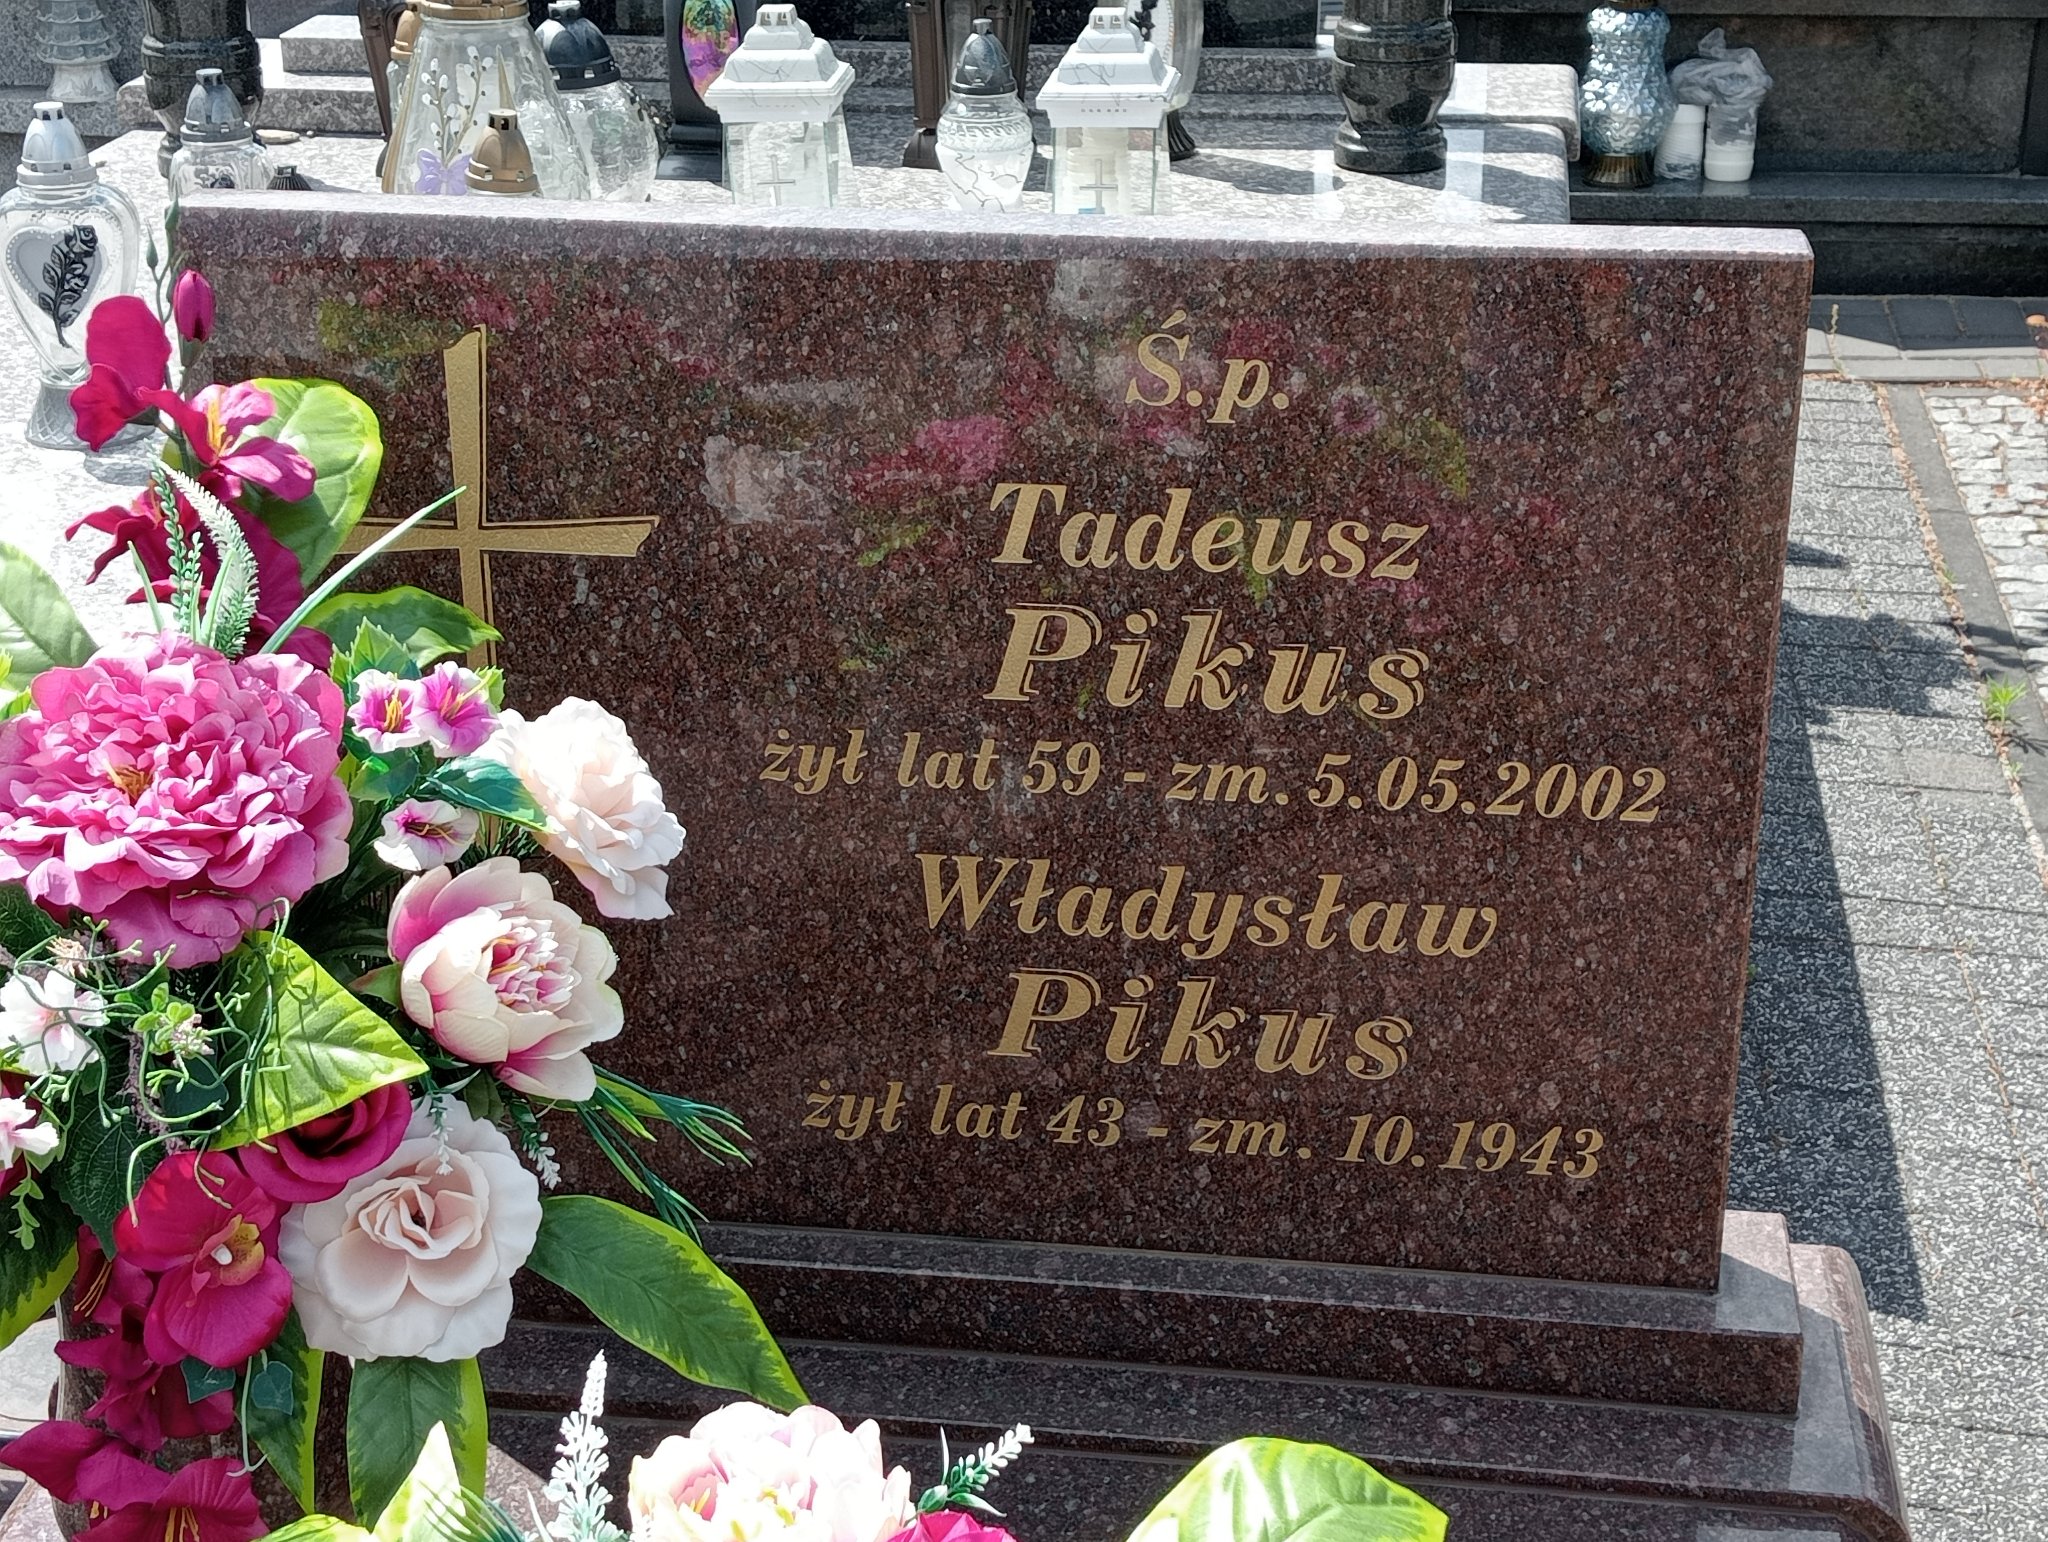 Ś.p.
Tadeusz
Pikus
żył lat 59 - zm. 5.05.2002
Władysław
Pikus
żył lat 43 - zm. 10.1943